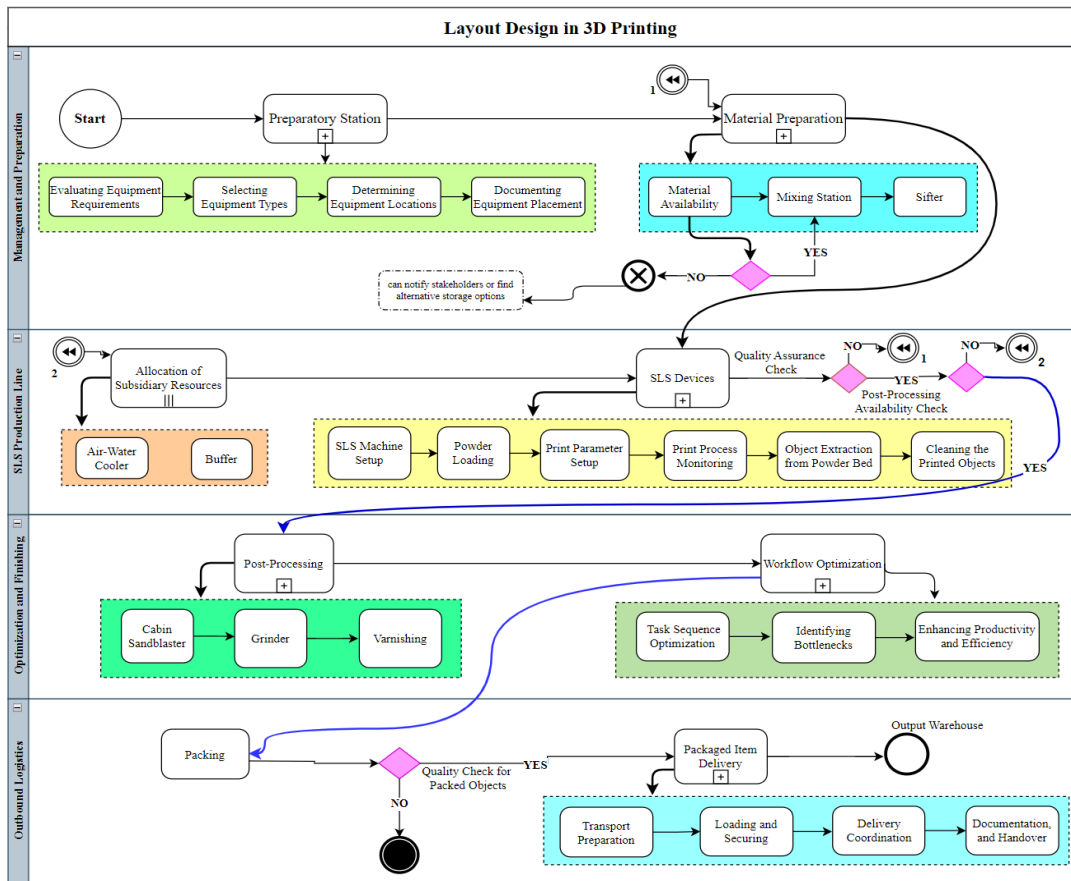 Layout Design in 3D Printing
Management and Preparation
Start
Preparatory Station
+
1
Material Preparation
+
Evaluating Equipment
Requirements
Selecting
Equipment Types
Determining
Equipment Locations
Documenting
Equipment Placement
Material
Availability
Mixing Station
Sifter
YES
NO
can notify stakeholders or find
alternative storage options
SLS Production Line
2
Allocation of
Subsidiary Resources
SLS Devices
+
Quality Assurance
Check
NO
1
YES
NO
2
Post-Processing
Availability Check
YES
Air-Water
Cooler
Buffer
SLS Machine
Setup
Powder
Loading
Print Parameter
Setup
Print Process
Monitoring
Object Extraction
from Powder Bed
Cleaning the
Printed Objects
Optimization and Finishing
Post-Processing
+
Workflow Optimization
+
Cabin
Sandblaster
Grinder
Varnishing
Task Sequence
Optimization
Identifying
Bottlenecks
Enhancing Productivity
and Efficiency
Outbound Logistics
Packing
Quality Check for
Packed Objects
YES
NO
Packaged Item
Delivery
+
Output Warehouse
Transport
Preparation
Loading and
Securing
Delivery
Coordination
Documentation,
and Handover